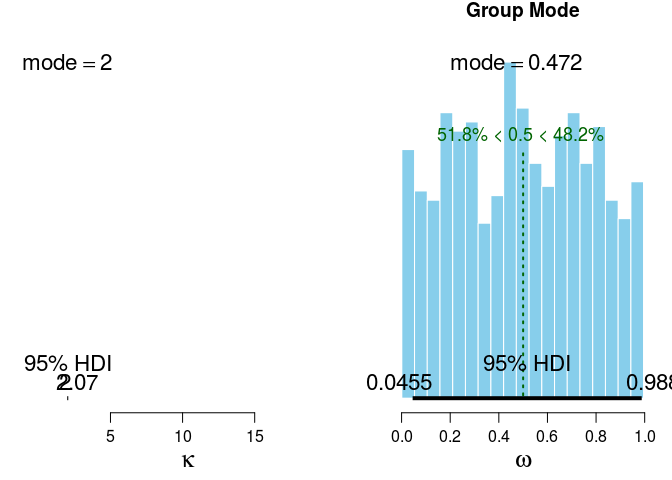 Group Mode
mode = 2
mode = 0.472
51.8% < 0.5 < 48.2%
95% HDI
2 2.07
95% HDI
0.0455 0.988
5 10 15
0.0 0.2 0.4 0.6 0.8 1.0
κ
ω